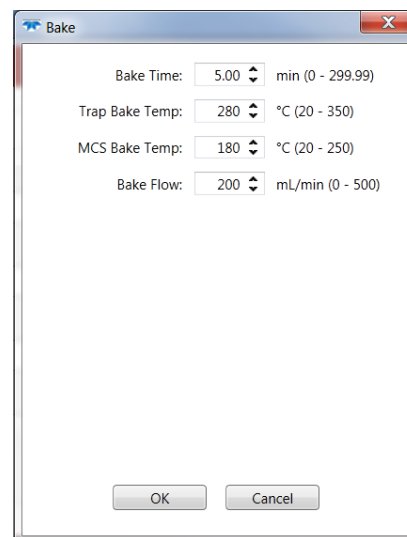 Bake
Bake Time: 5.00 min (0 - 299.99)
Trap Bake Temp: 280 °C (20 - 350)
MCS Bake Temp: 180 °C (20 - 250)
Bake Flow: 200 mL/min (0 - 500)
OK Cancel